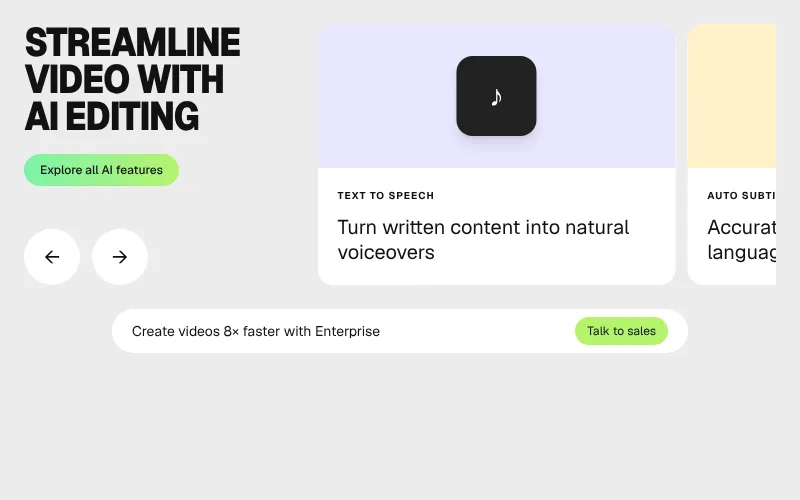 STREAMLINE
VIDEO WITH
AI EDITING
Explore all AI features
TEXT TO SPEECH
Turn written content into natural
voiceovers
AUTO SUBTI
Accurat
languag
Create videos 8× faster with Enterprise
Talk to sales